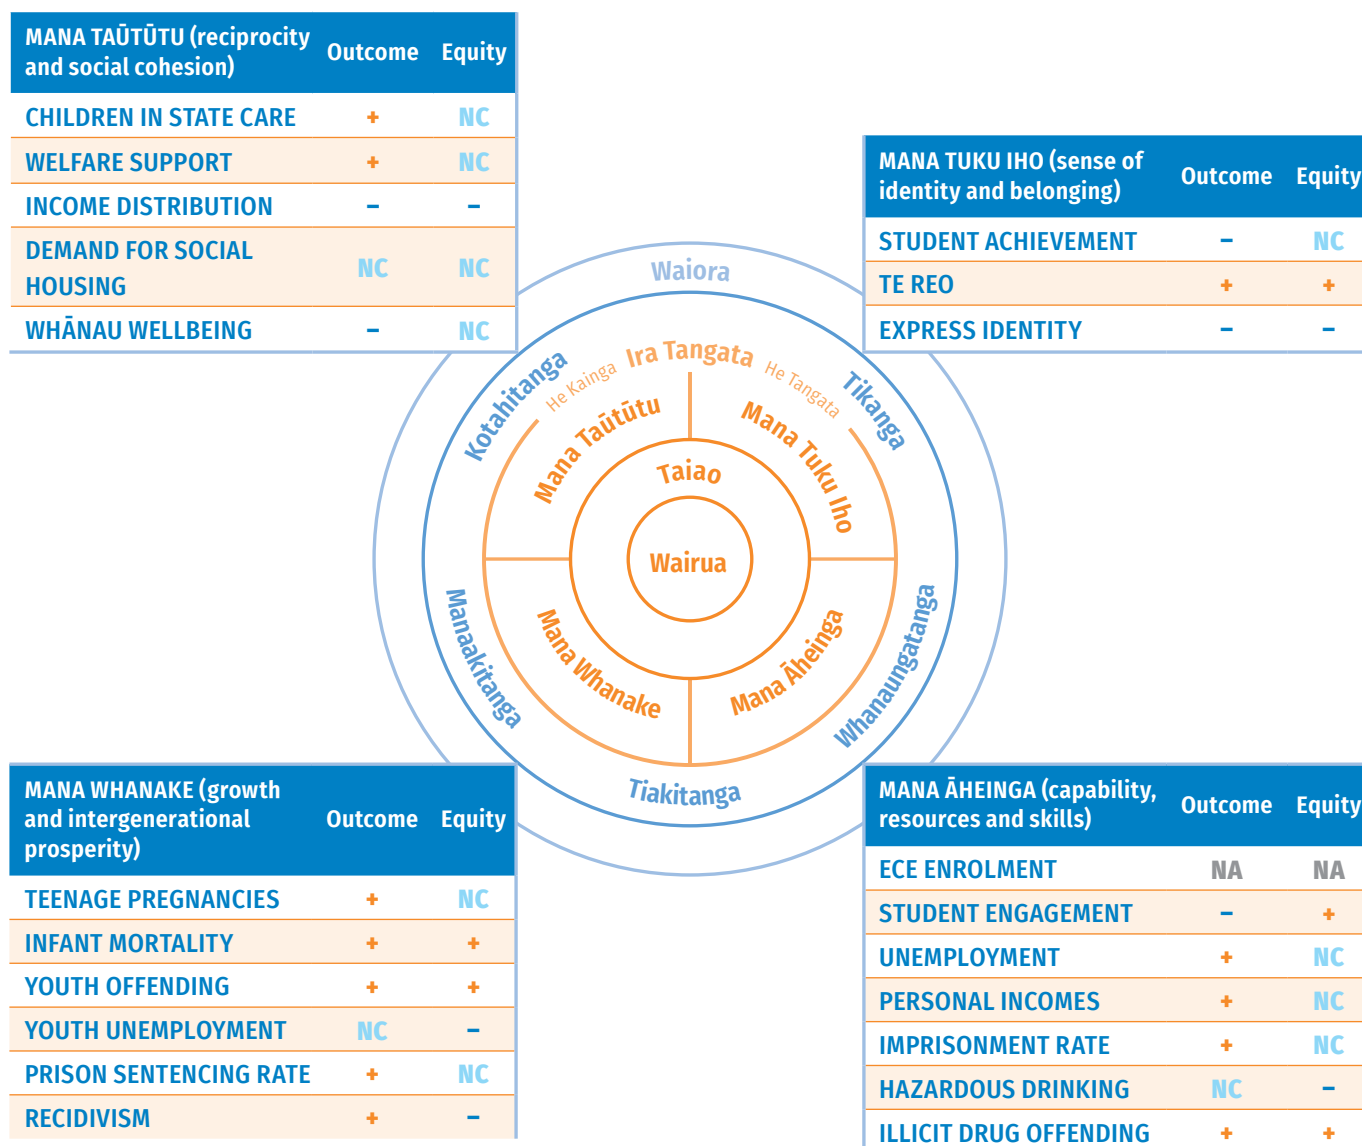 MANA TAŪTŪTU (reciprocity
and social cohesion) Outcome Equity
CHILDREN IN STATE CARE + NC
WELFARE SUPPORT + NC
INCOME DISTRIBUTION – –
DEMAND FOR SOCIAL
HOUSING NC NC
WHĀNAU WELLBEING – NC
MANA TUKU IHO (sense of
identity and belonging) Outcome Equity
STUDENT ACHIEVEMENT – NC
TE REO + +
EXPRESS IDENTITY – –
Waiora
Kotahitanga
He Kainga
Ira Tangata
He Tangata
Tikanga
Mana Taūtūtu
Mana Tuku Iho
Taiao
Wairua
Manaakitanga
Mana Whanake
Mana Āheinga
Whanaungatanga
Tiakitanga
MANA WHANAKE (growth
and intergenerational
prosperity) Outcome Equity
TEENAGE PREGNANCIES + NC
INFANT MORTALITY + +
YOUTH OFFENDING + +
YOUTH UNEMPLOYMENT NC –
PRISON SENTENCING RATE + NC
RECIDIVISM + –
MANA ĀHEINGA (capability,
resources and skills) Outcome Equity
ECE ENROLMENT NA NA
STUDENT ENGAGEMENT – +
UNEMPLOYMENT + NC
PERSONAL INCOMES + NC
IMPRISONMENT RATE + NC
HAZARDOUS DRINKING NC –
ILLICIT DRUG OFFENDING + +